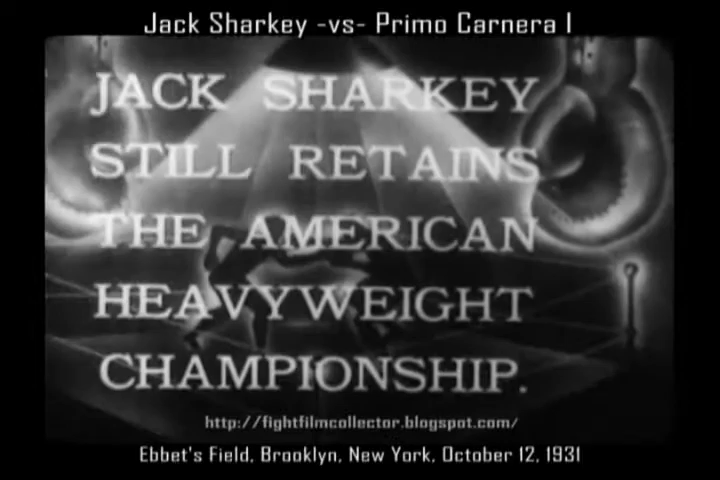 Jack Sharkey -vs- Primo Carnera I
JACK SHARKEY
STILL RETAINS
THE AMERICAN
HEAVYWEIGHT
CHAMPIONSHIP.
http://fightfilmcollector.blogspot.com/
Ebbet's Field, Brooklyn, New York, October 12, 1931